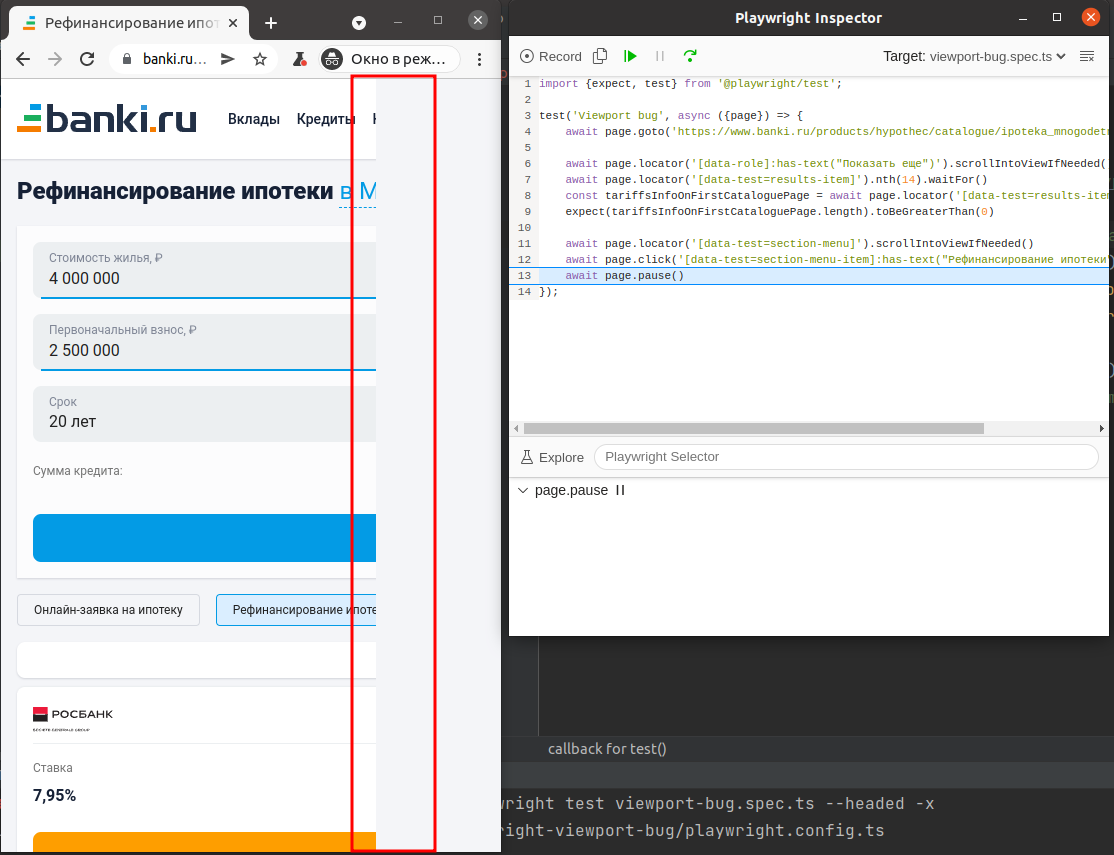 Рефинансирование ипот
banki.ru...
Окно в реж...
banki.ru
Вклады Кредиты
Рефинансирование ипотеки в М
Стоимость жилья, ₽
4 000 000
Первоначальный взнос, ₽
2 500 000
Срок
20 лет
Сумма кредита:
Онлайн-заявка на ипотеку
Рефинансирование ипоте
РОСБАНК
SOCIETE GENERALE GROUP
Ставка
7,95%
Playwright Inspector
Record
Target: viewport-bug.spec.ts
1 import {expect, test} from '@playwright/test';
2
3 test('Viewport bug', async ({page}) => {
4 await page.goto('https://www.banki.ru/products/hypothec/catalogue/ipoteka_mnogodet
5
6 await page.locator('[data-role]:has-text("Показать еще")').scrollIntoViewIfNeeded(
7 await page.locator('[data-test=results-item]').nth(14).waitFor()
8 const tariffsInfoOnFirstCataloguePage = await page.locator('[data-test=results-item
9 expect(tariffsInfoOnFirstCataloguePage.length).toBeGreaterThan(0)
10
11 await page.locator('[data-test=section-menu]').scrollIntoViewIfNeeded()
12 await page.click('[data-test=section-menu-item]:has-text("Рефинансирование ипотеки
13 await page.pause()
14 });
Explore
Playwright Selector
page.pause
callback for test()
wright test viewport-bug.spec.ts --headed -x
right-viewport-bug/playwright.config.ts